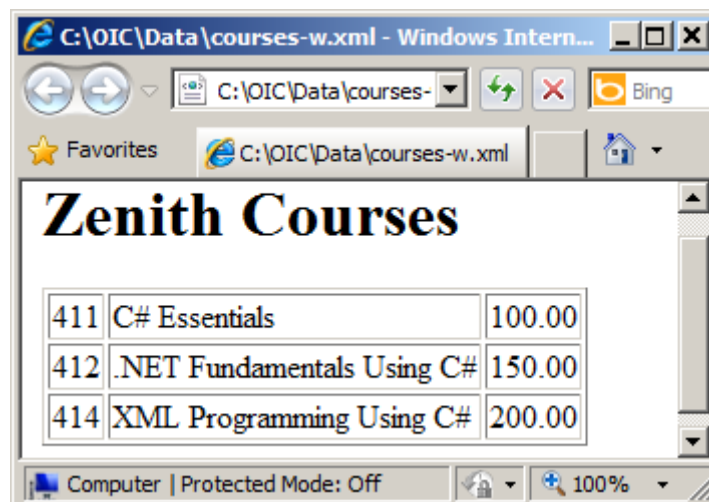 C:\OIC\Data\courses-w.xml - Windows Intern...
C:\OIC\Data\courses- Bing
Favorites C:\OIC\Data\courses-w.xml
Zenith Courses
411 C# Essentials 100.00
412 .NET Fundamentals Using C# 150.00
414 XML Programming Using C# 200.00
Computer | Protected Mode: Off 100%